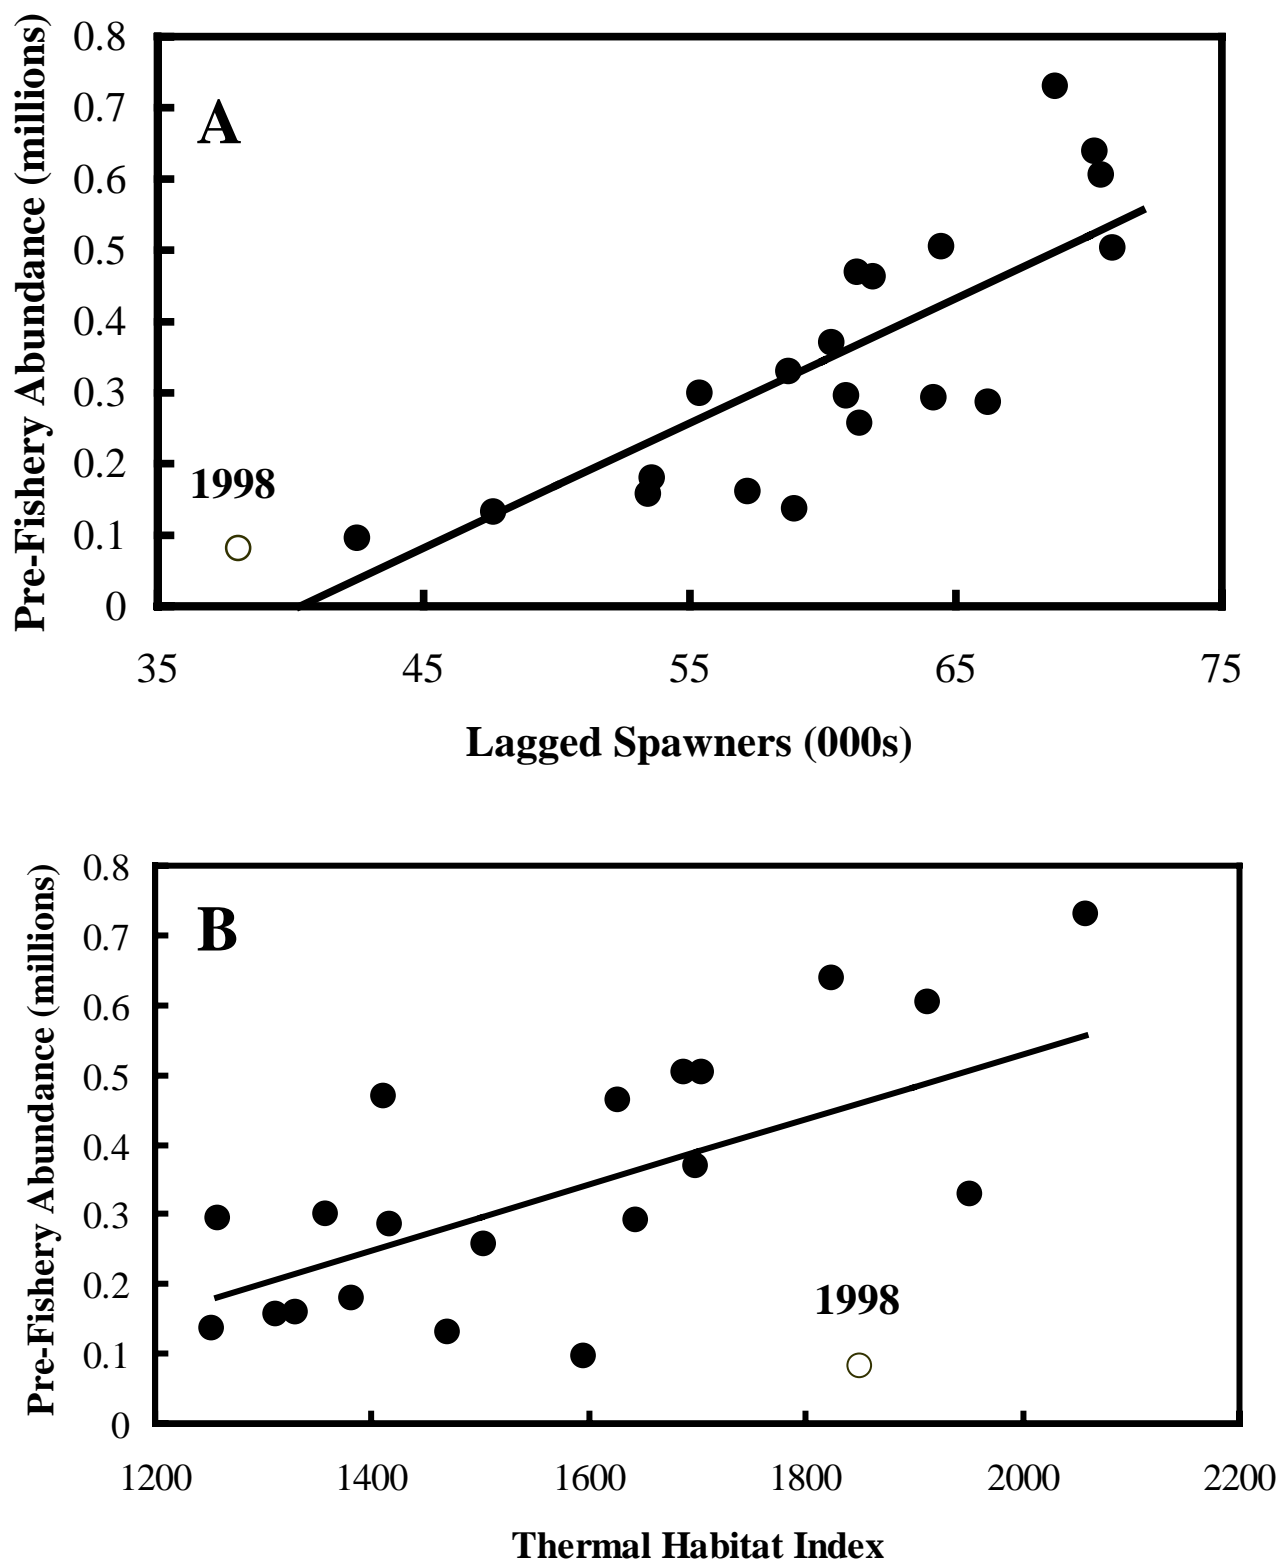 Pre-Fishery Abundance (millions)
0.8
0.7
0.6
0.5
0.4
0.3
0.2
0.1
0
A
1998
35 45 55 65 75
Lagged Spawners (000s)
Pre-Fishery Abundance (millions)
0.8
0.7
0.6
0.5
0.4
0.3
0.2
0.1
0
B
1998
1200 1400 1600 1800 2000 2200
Thermal Habitat Index